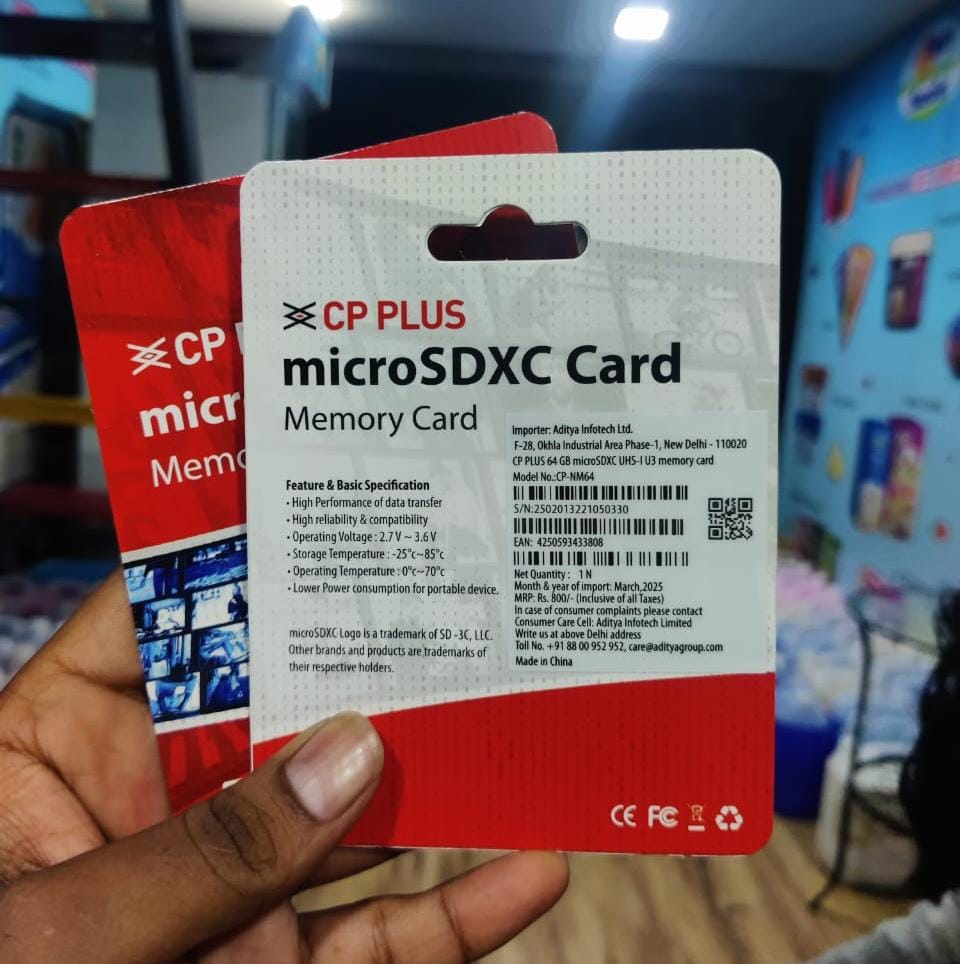 CP PLUS
microSDXC Card
Memory Card
Importer: Aditya Infotech Ltd.
F-28, Okhla Industrial Area Phase-1, New Delhi - 110020
CP PLUS 64 GB microSDXC UHS-I U3 memory card
Model No.:CP-NM64
S/N:2502013221050330
EAN: 4250593433808
Net Quantity : 1 N
Month & year of import: March,2025
MRP: Rs. 800/- (Inclusive of all Taxes)
In case of consumer complaints please contact
Consumer Care Cell: Aditya Infotech Limited
Write us at above Delhi address
Toll No. +91 88 00 952 952, care@adityagroup.com
Made in China
Feature & Basic Specification
• High Performance of data transfer
• High reliability & compatibility
• Operating Voltage : 2.7 V ~ 3.6 V
• Storage Temperature : -25°c~85°c
• Operating Temperature : 0°c~70°c
• Lower Power consumption for portable device.
microSDXC Logo is a trademark of SD -3C, LLC.
Other brands and products are trademarks of
their respective holders.
CE FC
CP
micr
Memo